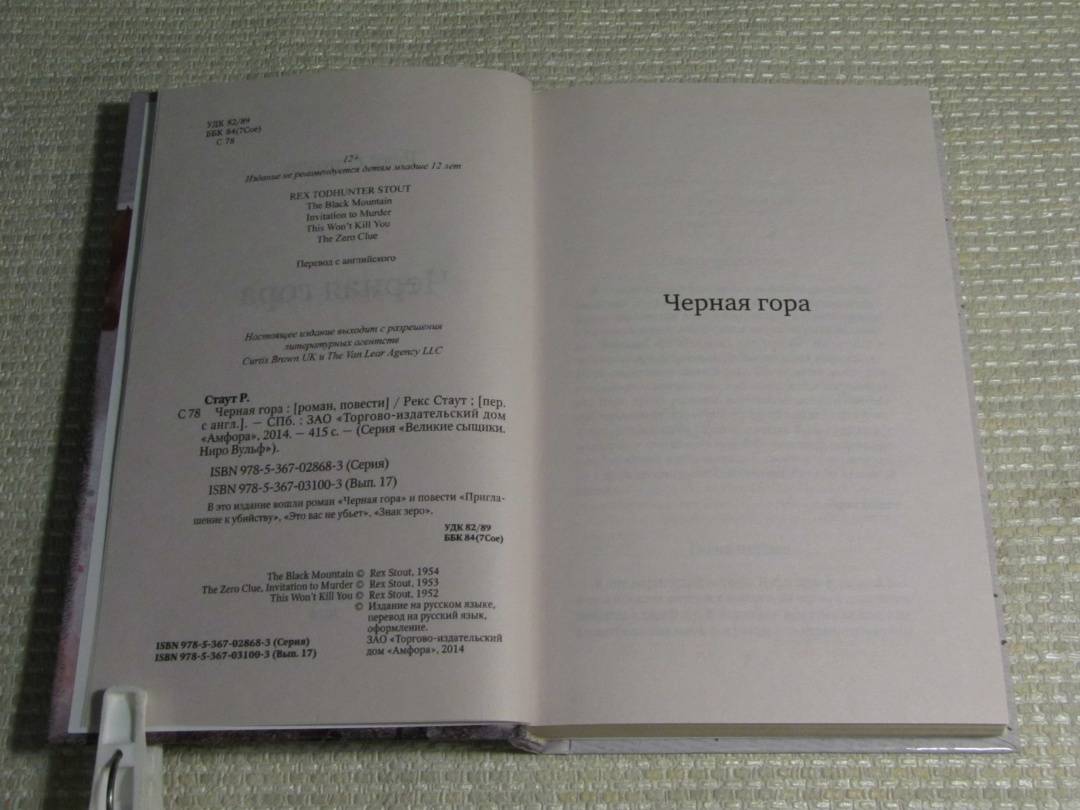 УДК 82/89
ББК 84(7Сое)
С 78
12+
Издание не рекомендуется детям младше 12 лет
REX TODHUNTER STOUT
The Black Mountain
Invitation to Murder
This Won't Kill You
The Zero Clue
Перевод с английского
Настоящее издание выходит с разрешения
литературных агентств
Curtis Brown UK и The Van Lear Agency LLC
Стаут Р.
С 78 Черная гора : [роман, повести] / Рекс Стаут ; [пер.
с англ.]. — СПб. : ЗАО «Торгово-издательский дом
«Амфора», 2014. — 415 с. — (Серия «Великие сыщики.
Ниро Вульф»).
ISBN 978-5-367-02868-3 (Серия)
ISBN 978-5-367-03100-3 (Вып. 17)
В это издание вошли роман «Черная гора» и повести «Пригла-
шение к убийству», «Это вас не убьет», «Знак зеро».
УДК 82/89
ББК 84(7Сое)
The Black Mountain © Rex Stout, 1954
The Zero Clue, Invitation to Murder © Rex Stout, 1953
This Won't Kill You © Rex Stout, 1952
© Издание на русском языке,
перевод на русский язык,
оформление.
ЗАО «Торгово-издательский
дом «Амфора», 2014
ISBN 978-5-367-02868-3 (Серия)
ISBN 978-5-367-03100-3 (Вып. 17)
Черная гора